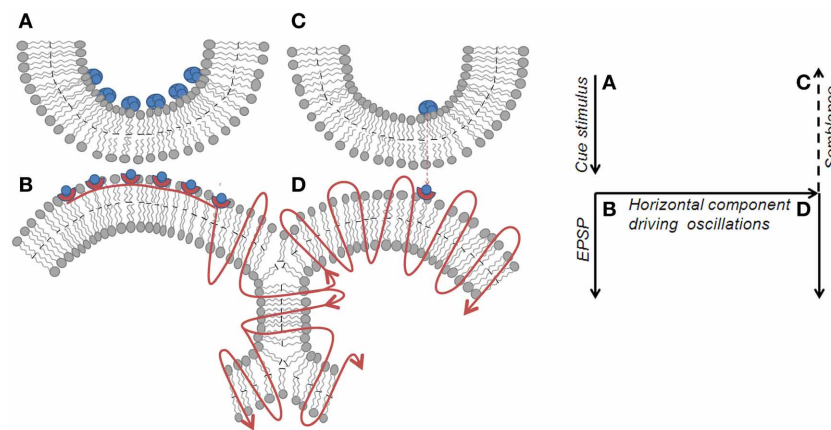 A
C
B
D
A
C
Cue stimulus
B
D
Horizontal component
driving oscillations
EPSP